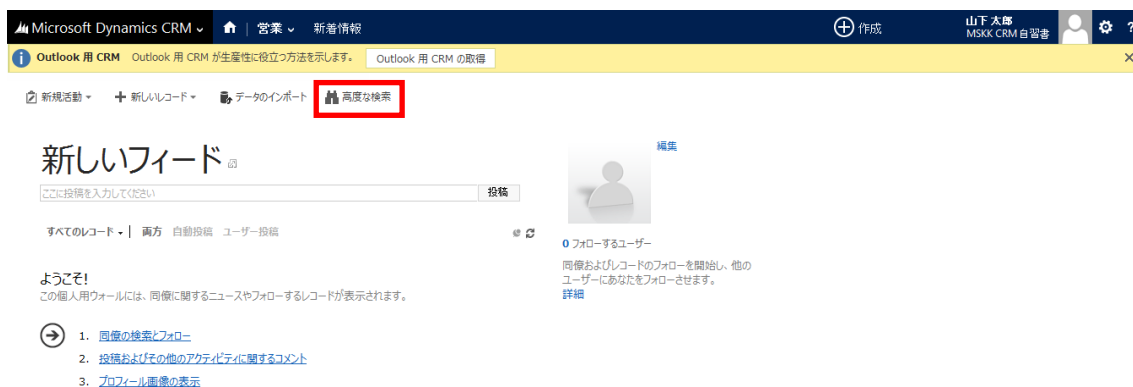 Microsoft Dynamics CRM 営業 新着情報 作成 山下 太郎
MSKK CRM 自習書
Outlook 用 CRM Outlook 用 CRM が生産性に役立つ方法を示します。 Outlook 用 CRM の取得
新規活動 新しいレコード データのインポート 高度な検索
新しいフィード
編集
ここに投稿を入力してください 投稿
すべてのレコード 両方 自動投稿 ユーザー投稿
0 フォローするユーザー
同僚およびレコードのフォローを開始し、他の
ユーザーにあなたをフォローさせます。
詳細
ようこそ!
この個人用ウォールには、同僚に関するニュースやフォローするレコードが表示されます。
1. 同僚の検索とフォロー
2. 投稿およびその他のアクティビティに関するコメント
3. プロフィール画像の表示